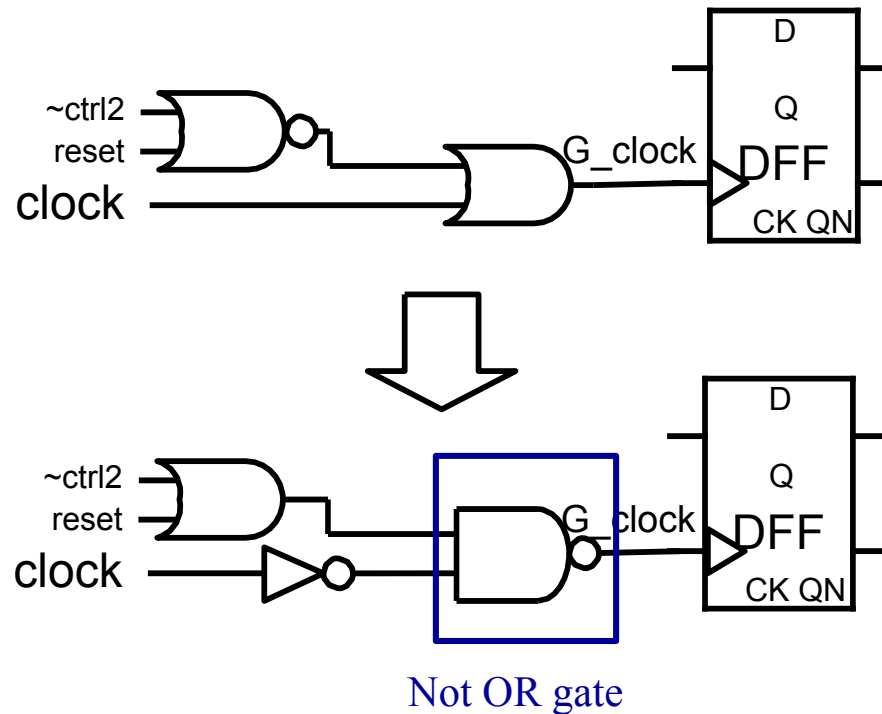 D
~ctrl2
Q
reset
G_clock
DFF
clock
CK QN
D
~ctrl2
Q
reset
G_clock
DFF
clock
CK QN
Not OR gate